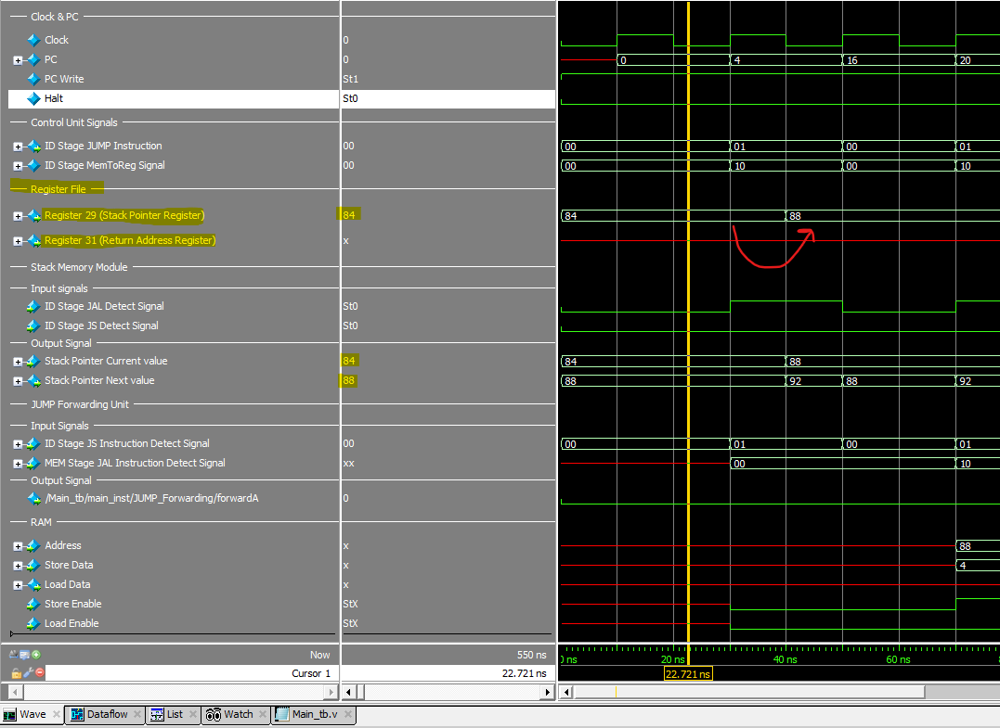 Clock & PC
Clock 0
PC 0 0 4 16 20
PC Write St1
Halt St0
Control Unit Signals
ID Stage JUMP Instruction 00 00 01 00 01
ID Stage MemToReg Signal 00 00 10 00 10
Register File
Register 29 (Stack Pointer Register) 84 84 88
Register 31 (Return Address Register) x
Stack Memory Module
Input signals
ID Stage JAL Detect Signal St0
ID Stage JS Detect Signal St0
Output Signal
Stack Pointer Current value 84 84 88
Stack Pointer Next value 88 88 92 88 92
JUMP Forwarding Unit
Input Signals
ID Stage JS Instruction Detect Signal 00 00 01 00 01
MEM Stage JAL Instruction Detect Signal xx 00 10
Output Signal
/Main_tb/main_inst/JUMP_Forwarding/forwardA 0
RAM
Address x 88
Store Data x 4
Load Data x
Store Enable StX
Load Enable StX
Now 550 ns 0 ns 20 ns 40 ns 60 ns
Cursor 1 22.721 ns 22.721 ns
Wave Dataflow List Watch Main_tb.v